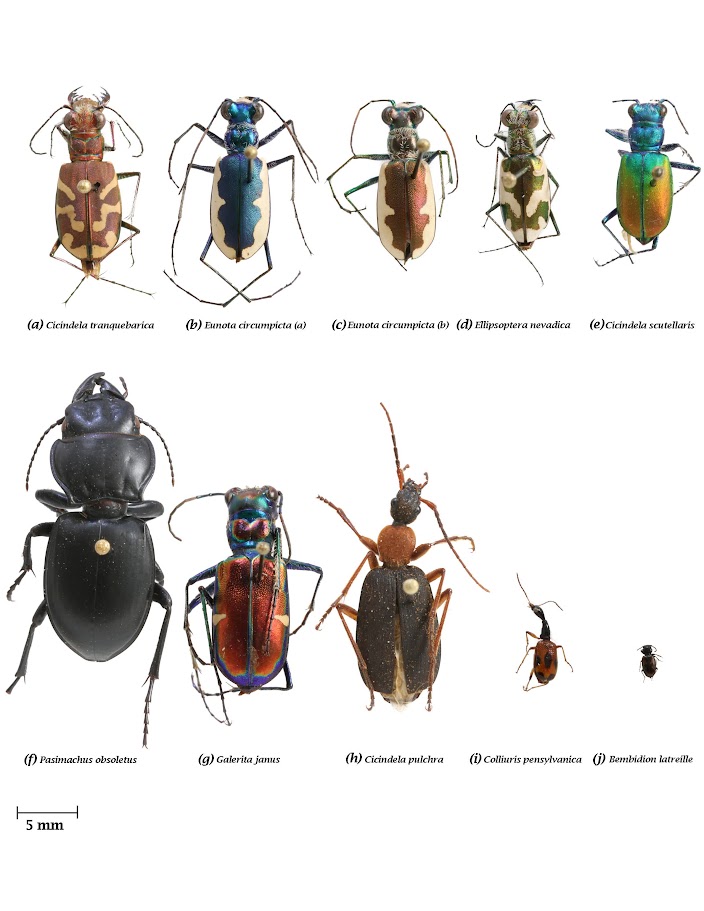 (a) Cicindela tranquebarica
(b) Eunota circumpicta (a)
(c) Eunota circumpicta (b)
(d) Ellipsoptera nevadica
(e) Cicindela scutellaris
(f) Pasimachus obsoletus
(g) Galerita janus
(h) Cicindela pulchra
(i) Colliuris pensylvanica
(j) Bembidion latreille
5 mm